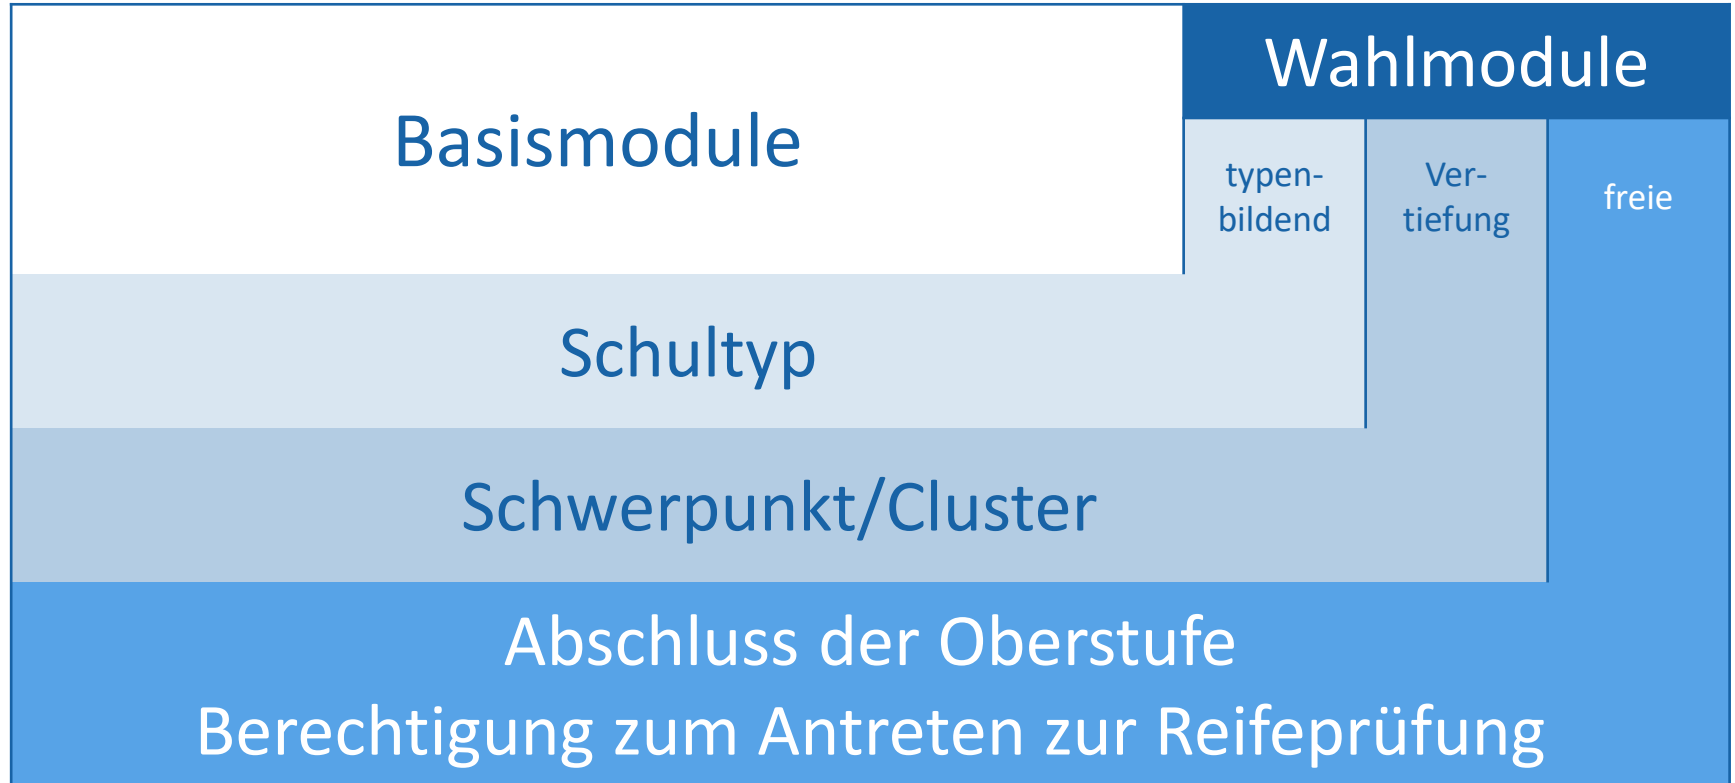 Basismodule
Wahlmodule
typen-
bildend
Ver-
tiefung
freie
Schultyp
Schwerpunkt/Cluster
Abschluss der Oberstufe
Berechtigung zum Antreten zur Reifeprüfung